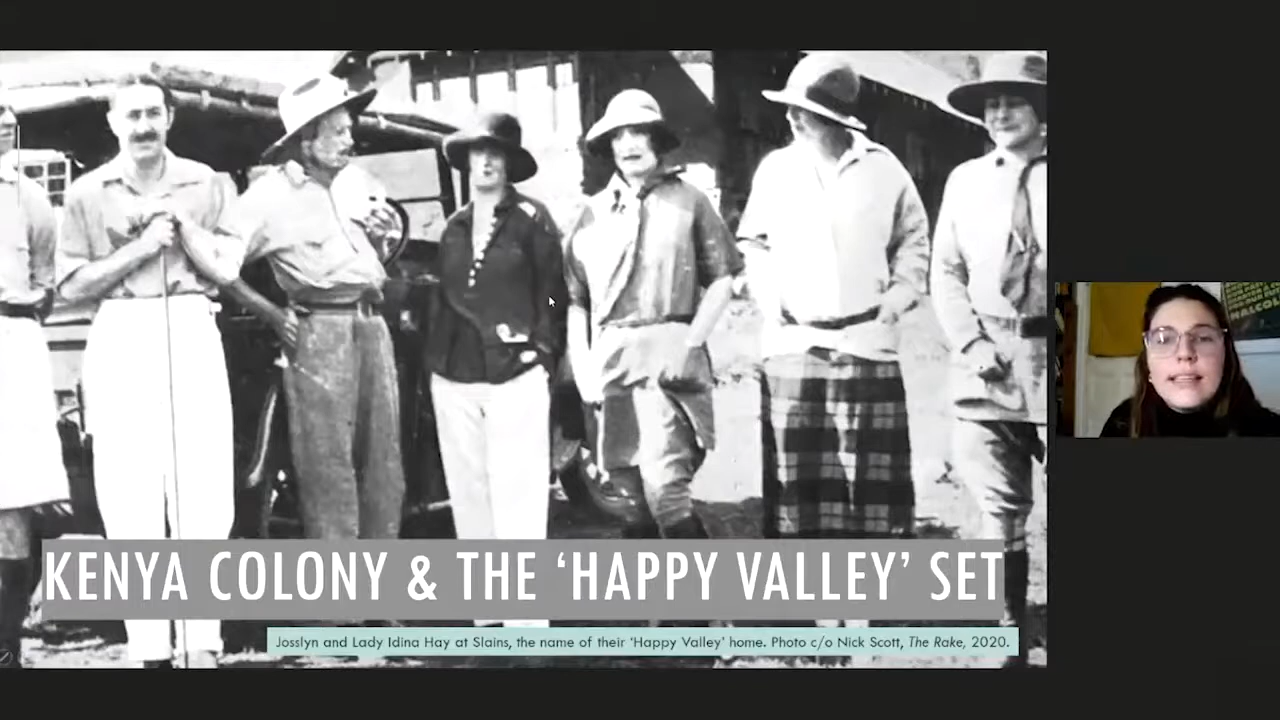 KENYA COLONY & THE ‘HAPPY VALLEY’ SET
Josslyn and Lady Idina Hay at Slains, the name of their ‘Happy Valley’ home. Photo c/o Nick Scott, The Rake, 2020.
MALCOLM